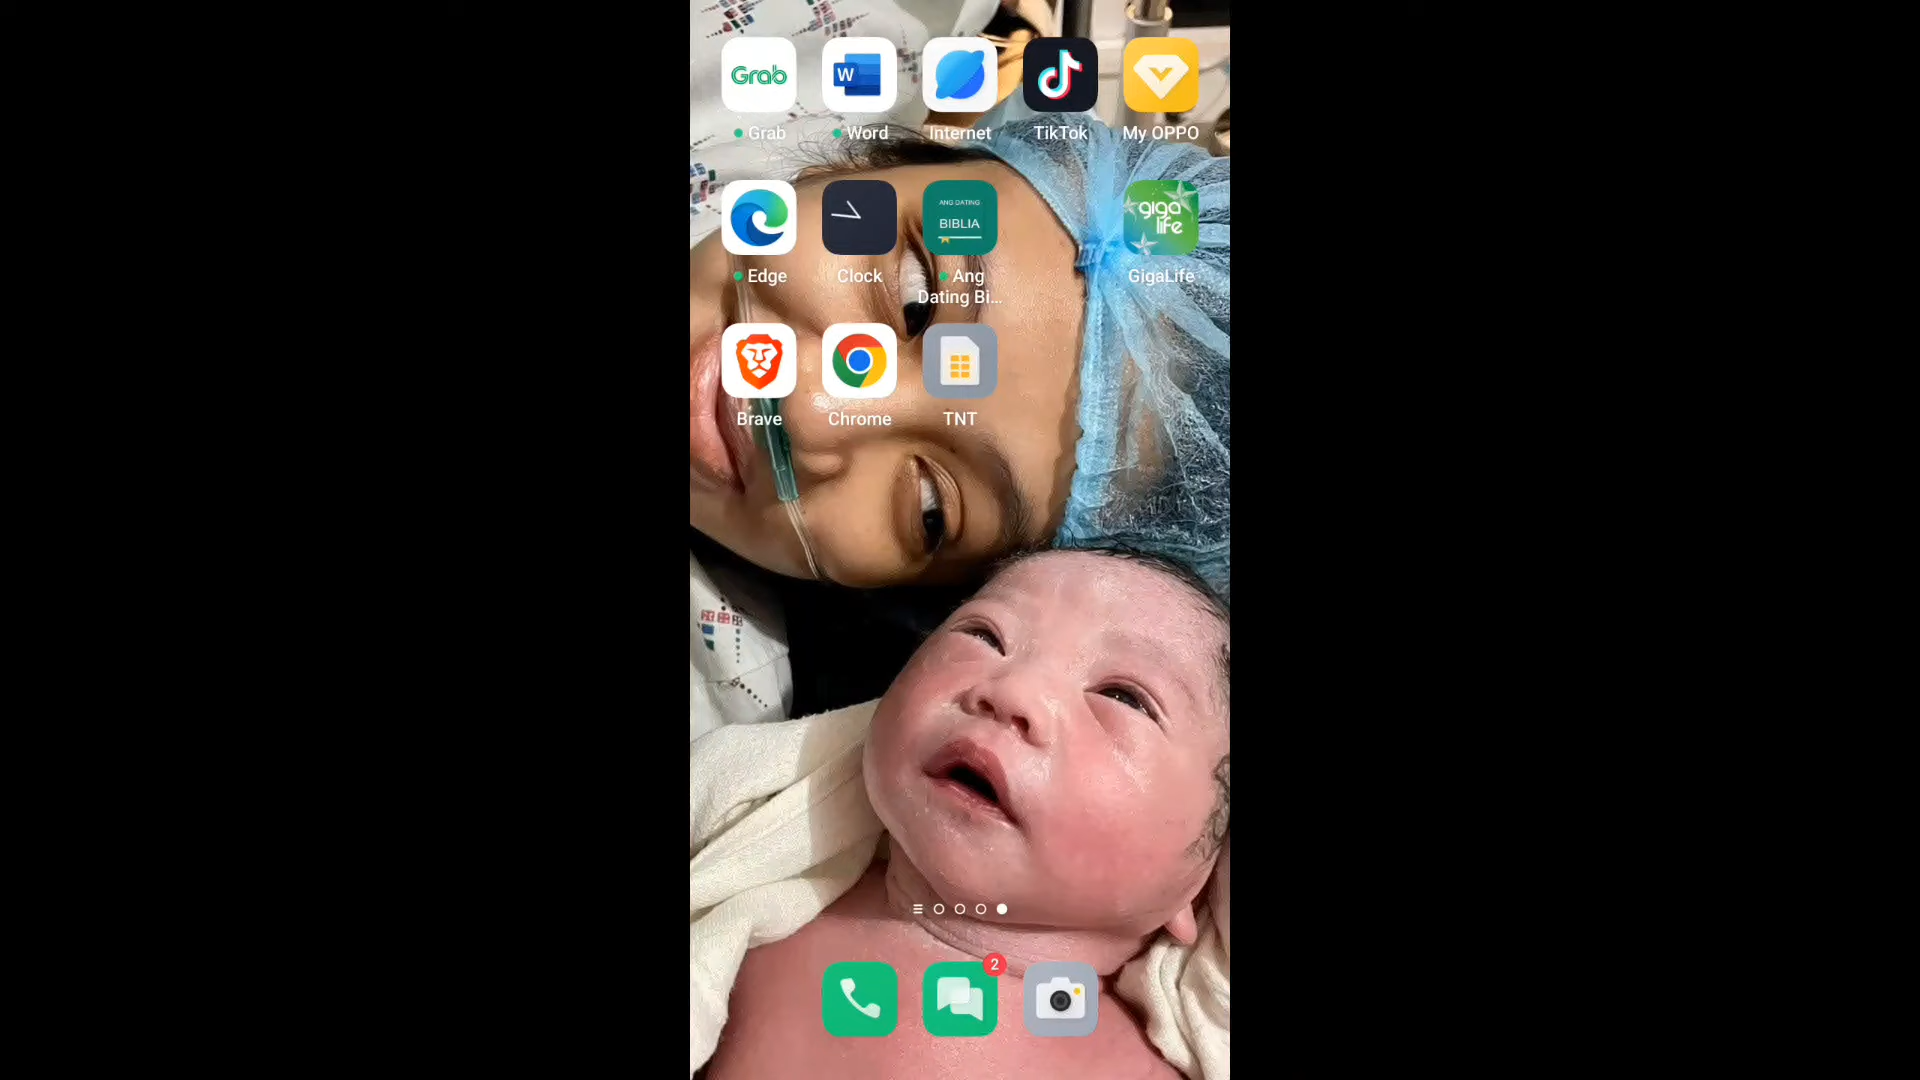 Grab
W
Grab
Word
Internet
TikTok
My OPPO
ANG DATING
BIBLIA
giga
life
Edge
Clock
Ang
Dating Bi...
GigaLife
Brave
Chrome
TNT
2